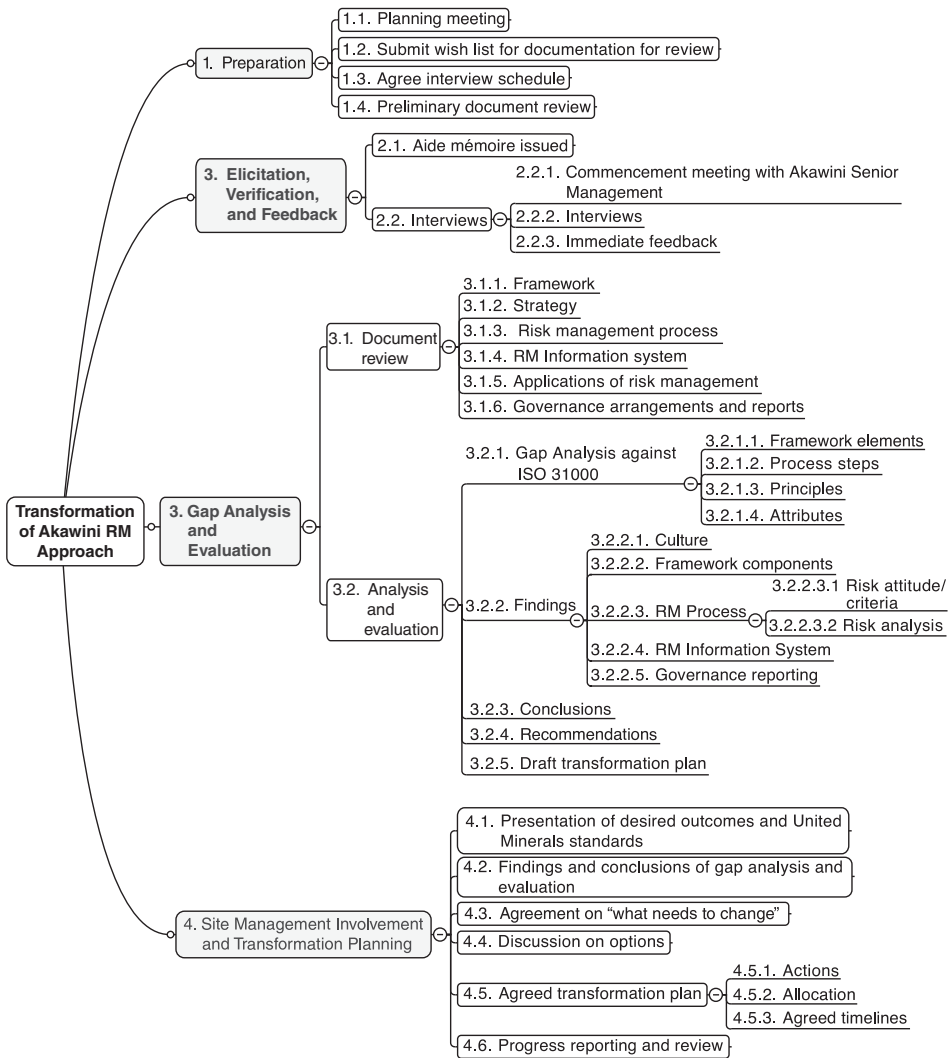 1.1. Planning meeting
1.2. Submit wish list for documentation for review
1. Preparation
1.3. Agree interview schedule
1.4. Preliminary document review
2.1. Aide mémoire issued
3. Elicitation,
Verification,
and Feedback
2.2. Interviews
2.2.1. Commencement meeting with Akawini Senior
Management
2.2.2. Interviews
2.2.3. Immediate feedback
3.1. Document
review
3.1.1. Framework
3.1.2. Strategy
3.1.3. Risk management process
3.1.4. RM Information system
3.1.5. Applications of risk management
3.1.6. Governance arrangements and reports
Transformation
of Akawini RM
Approach
3. Gap Analysis
and
Evaluation
3.2. Analysis
and
evaluation
3.2.1. Gap Analysis against
ISO 31000
3.2.1.1. Framework elements
3.2.1.2. Process steps
3.2.1.3. Principles
3.2.1.4. Attributes
3.2.2. Findings
3.2.2.1. Culture
3.2.2.2. Framework components
3.2.2.3. RM Process
3.2.2.3.1 Risk attitude/
criteria
3.2.2.3.2 Risk analysis
3.2.2.4. RM Information System
3.2.2.5. Governance reporting
3.2.3. Conclusions
3.2.4. Recommendations
3.2.5. Draft transformation plan
4. Site Management Involvement
and Transformation Planning
4.1. Presentation of desired outcomes and United
Minerals standards
4.2. Findings and conclusions of gap analysis and
evaluation
4.3. Agreement on “what needs to change”
4.4. Discussion on options
4.5. Agreed transformation plan
4.5.1. Actions
4.5.2. Allocation
4.5.3. Agreed timelines
4.6. Progress reporting and review